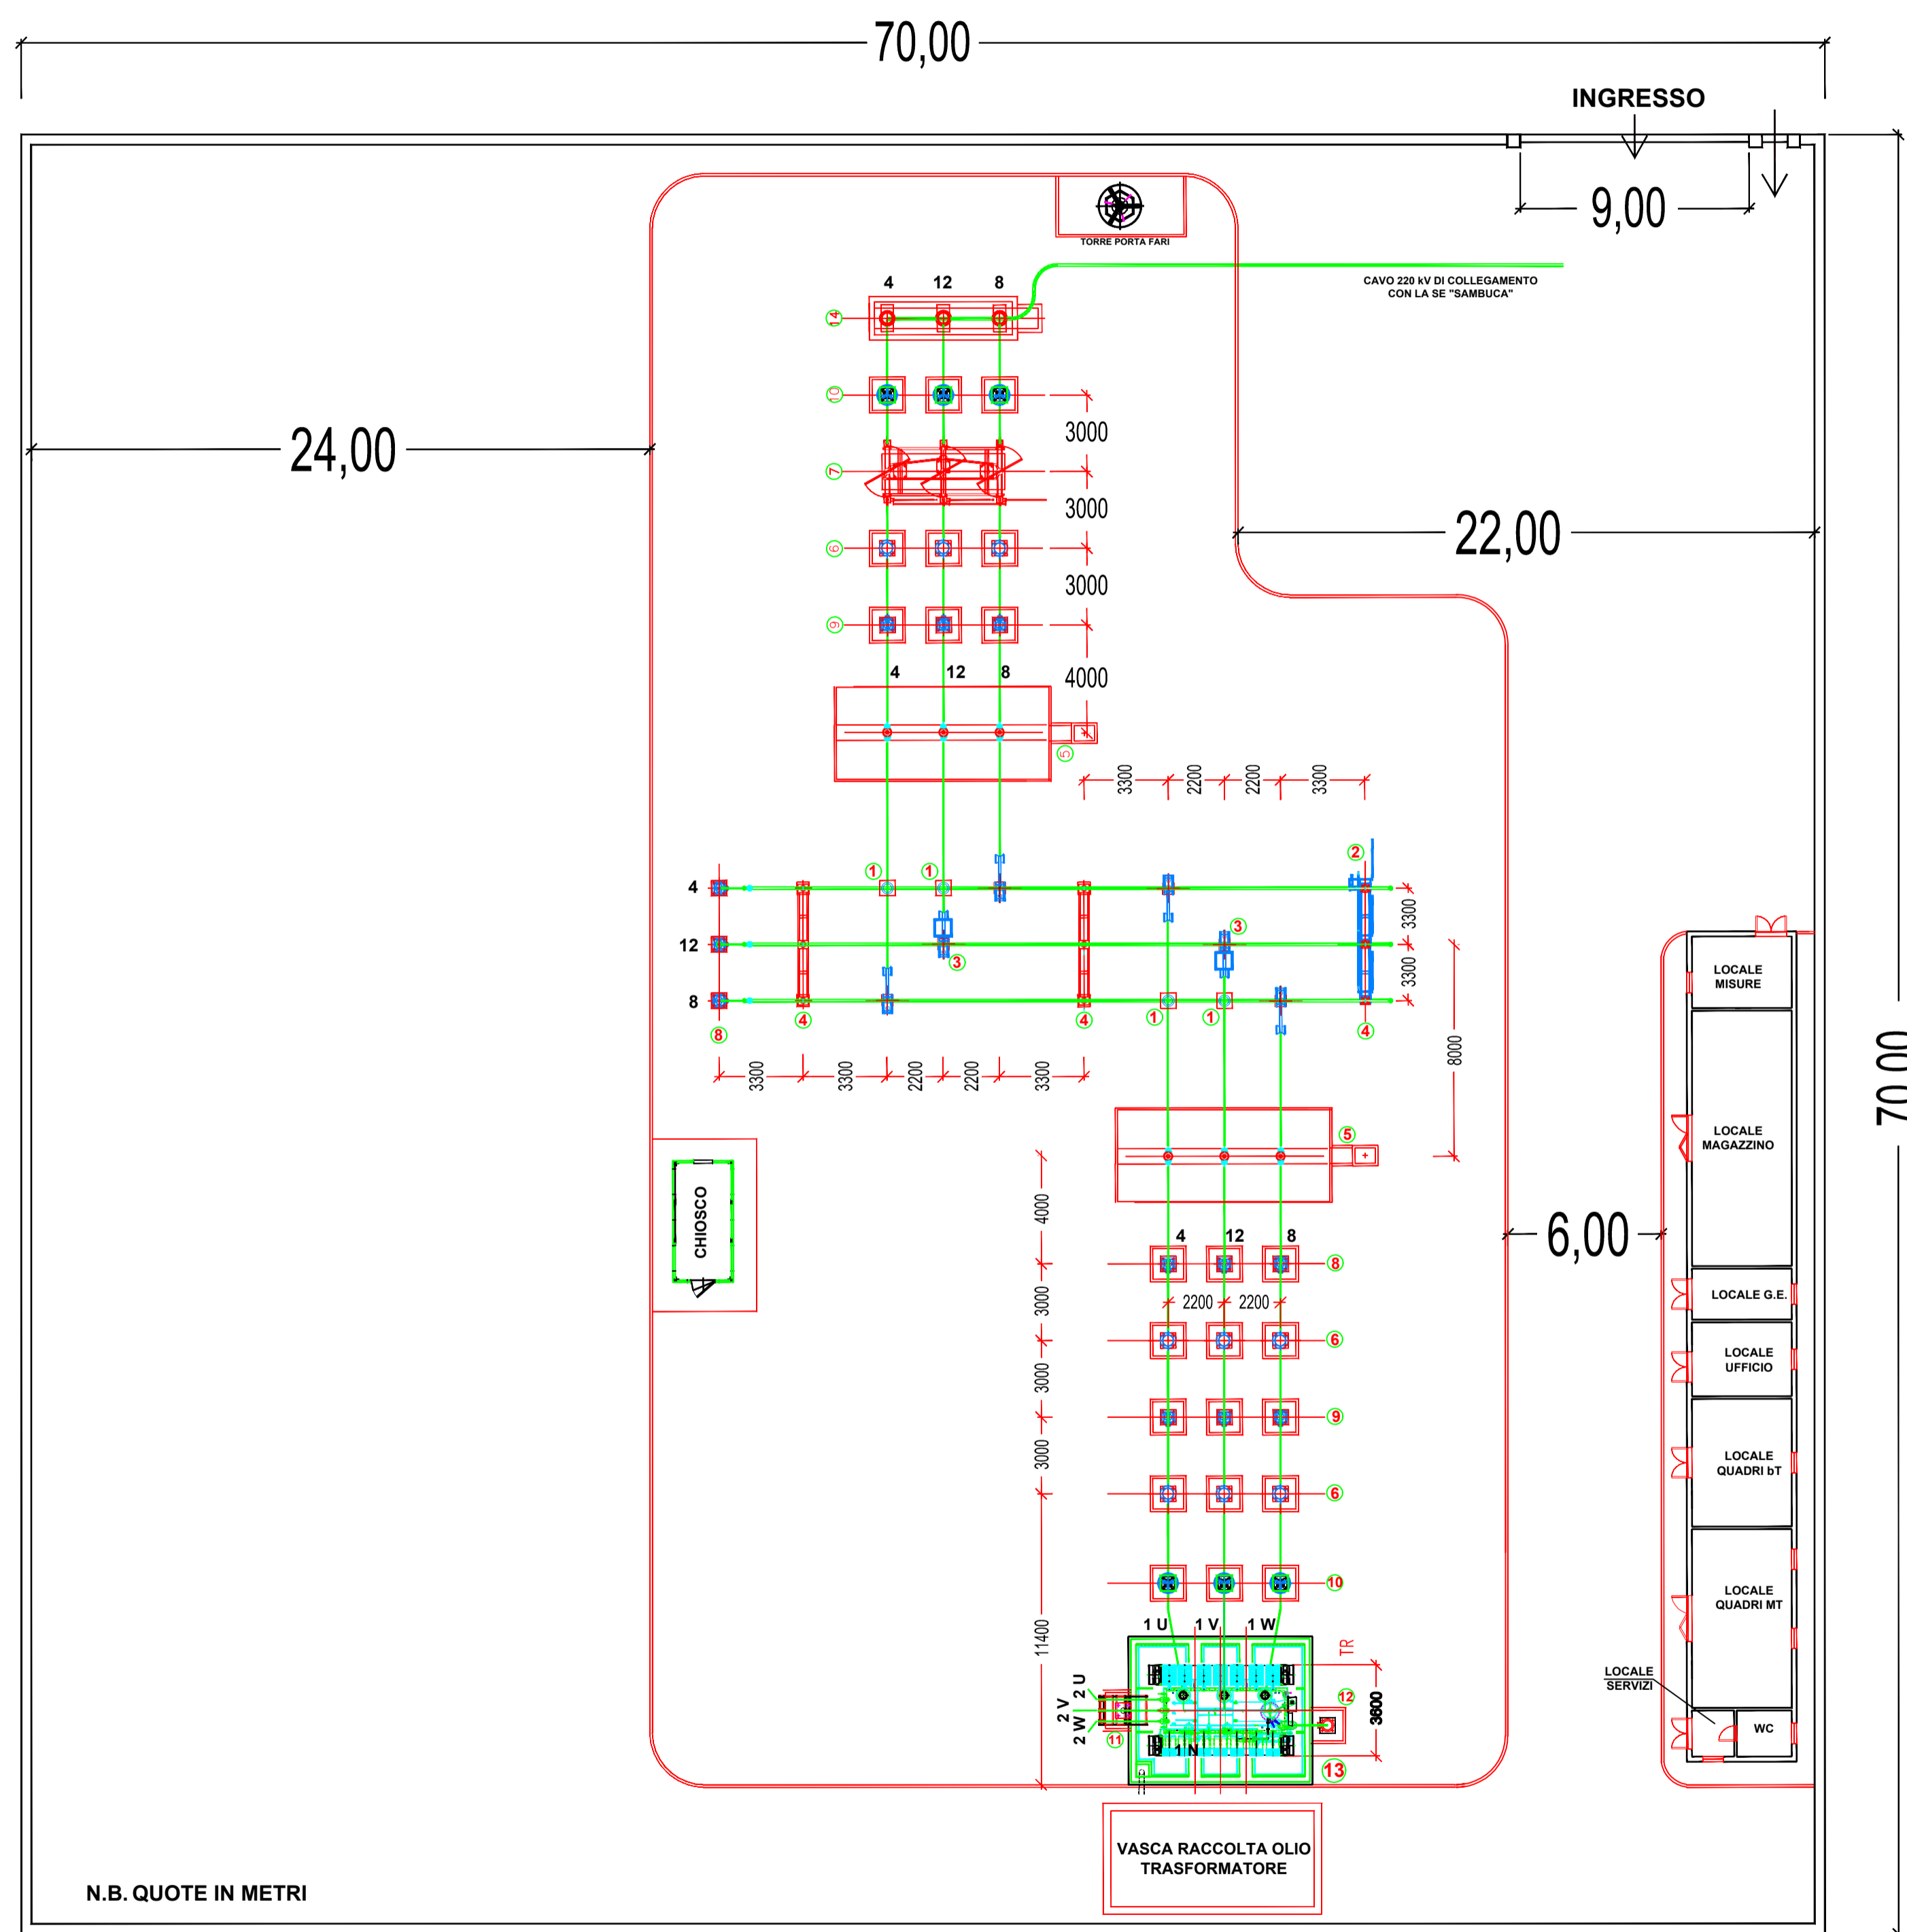 70,00
INGRESSO
9,00
TORRE PORTA FARI
4 12 8
CAVO 220 kV DI COLLEGAMENTO
CON LA SE "SAMBUCA"
14
10
3000
24,00
7
3000
22,00
6
3000
9
4 12 8
4000
5
3300 2200 2200 3300
1 1 2
4
3300
3
12
3
3300
8
1 1
8 4 4 4
3300 3300 2200 2200 3300
8000
70,00
LOCALE
MISURE
LOCALE
MAGAZZINO
5
4000
CHIOSCO
4 12 8
6,00
8
3000
2200 2200
LOCALE G.E.
6
3000
LOCALE
UFFICIO
9
3000
LOCALE
QUADRI bT
6
10
LOCALE
QUADRI MT
11400
1 U 1 V 1 W
TR
2 U
2 V
2 W
11
1 N
12
3600
13
LOCALE
SERVIZI
WC
VASCA RACCOLTA OLIO
TRASFORMATORE
N.B. QUOTE IN METRI